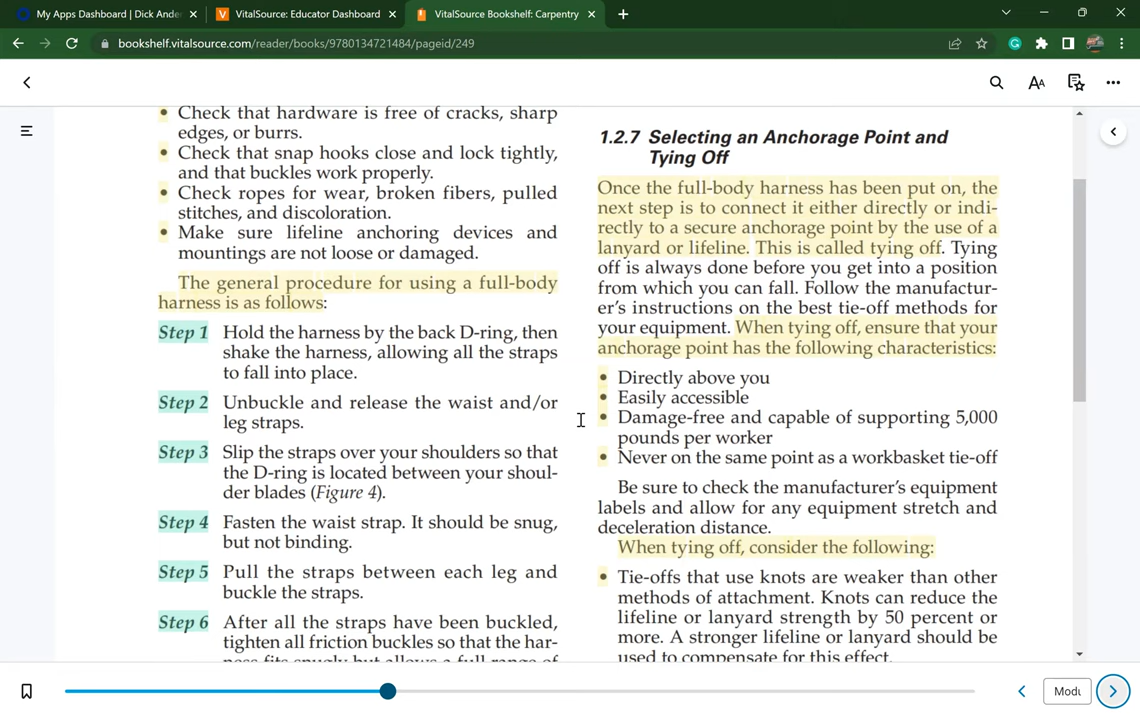 My Apps Dashboard | Dick Ande
VitalSource: Educator Dashboard
VitalSource Bookshelf: Carpentry
bookshelf.vitalsource.com/reader/books/9780134721484/pageid/249
• Check that hardware is free of cracks, sharp
edges, or burrs.
• Check that snap hooks close and lock tightly,
and that buckles work properly.
• Check ropes for wear, broken fibers, pulled
stitches, and discoloration.
• Make sure lifeline anchoring devices and
mountings are not loose or damaged.
The general procedure for using a full-body
harness is as follows:
Step 1 Hold the harness by the back D-ring, then
shake the harness, allowing all the straps
to fall into place.
Step 2 Unbuckle and release the waist and/or
leg straps.
Step 3 Slip the straps over your shoulders so that
the D-ring is located between your shoul-
der blades (Figure 4).
Step 4 Fasten the waist strap. It should be snug,
but not binding.
Step 5 Pull the straps between each leg and
buckle the straps.
Step 6 After all the straps have been buckled,
tighten all friction buckles so that the har-
ness fits snugly but allows a full range of
1.2.7 Selecting an Anchorage Point and
Tying Off
Once the full-body harness has been put on, the
next step is to connect it either directly or indi-
rectly to a secure anchorage point by the use of a
lanyard or lifeline. This is called tying off. Tying
off is always done before you get into a position
from which you can fall. Follow the manufactur-
er's instructions on the best tie-off methods for
your equipment. When tying off, ensure that your
anchorage point has the following characteristics:
• Directly above you
• Easily accessible
• Damage-free and capable of supporting 5,000
pounds per worker
• Never on the same point as a workbasket tie-off
Be sure to check the manufacturer's equipment
labels and allow for any equipment stretch and
deceleration distance.
When tying off, consider the following:
• Tie-offs that use knots are weaker than other
methods of attachment. Knots can reduce the
lifeline or lanyard strength by 50 percent or
more. A stronger lifeline or lanyard should be
used to compensate for this effect.
Modu